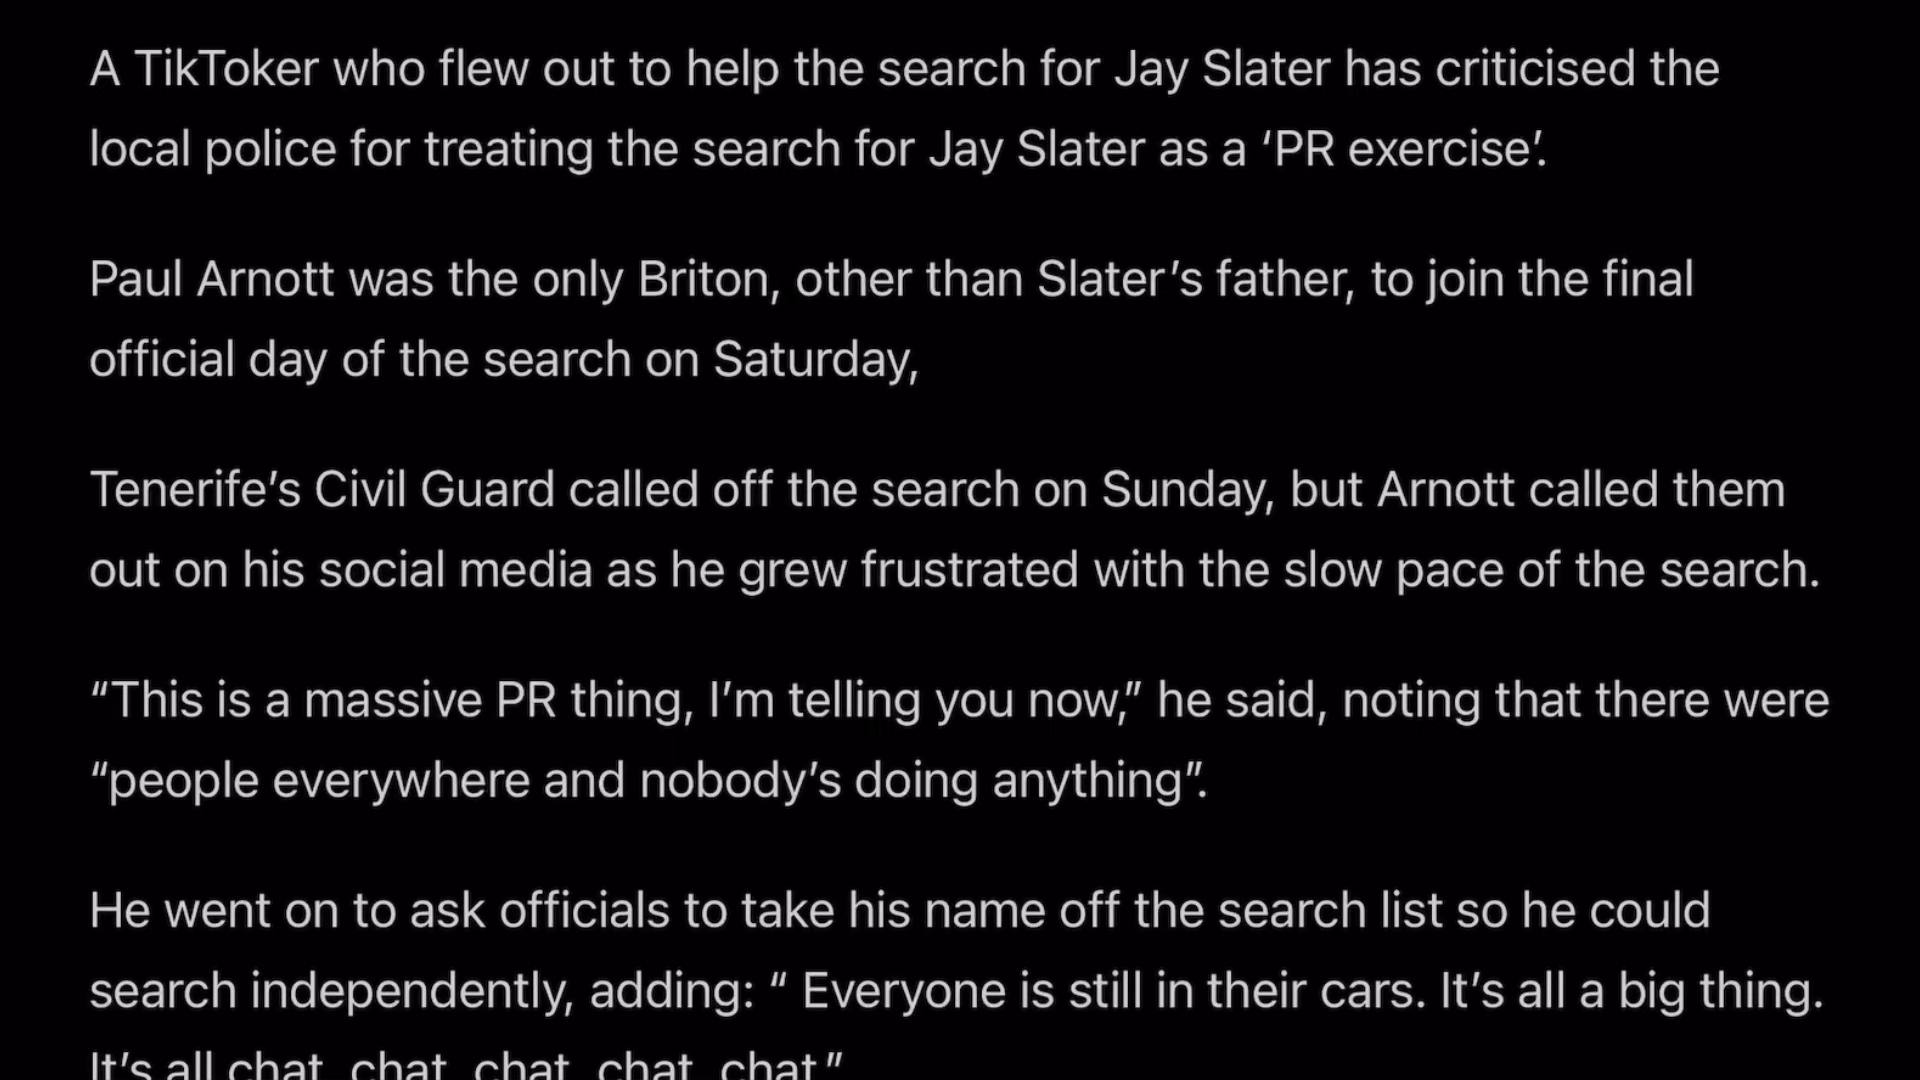 A TikToker who flew out to help the search for Jay Slater has criticised the
local police for treating the search for Jay Slater as a ‘PR exercise’.
Paul Arnott was the only Briton, other than Slater’s father, to join the final
official day of the search on Saturday,
Tenerife’s Civil Guard called off the search on Sunday, but Arnott called them
out on his social media as he grew frustrated with the slow pace of the search.
“This is a massive PR thing, I’m telling you now,” he said, noting that there were
“people everywhere and nobody’s doing anything”.
He went on to ask officials to take his name off the search list so he could
search independently, adding: “ Everyone is still in their cars. It’s all a big thing.
It’s all chat, chat, chat, chat, chat.”